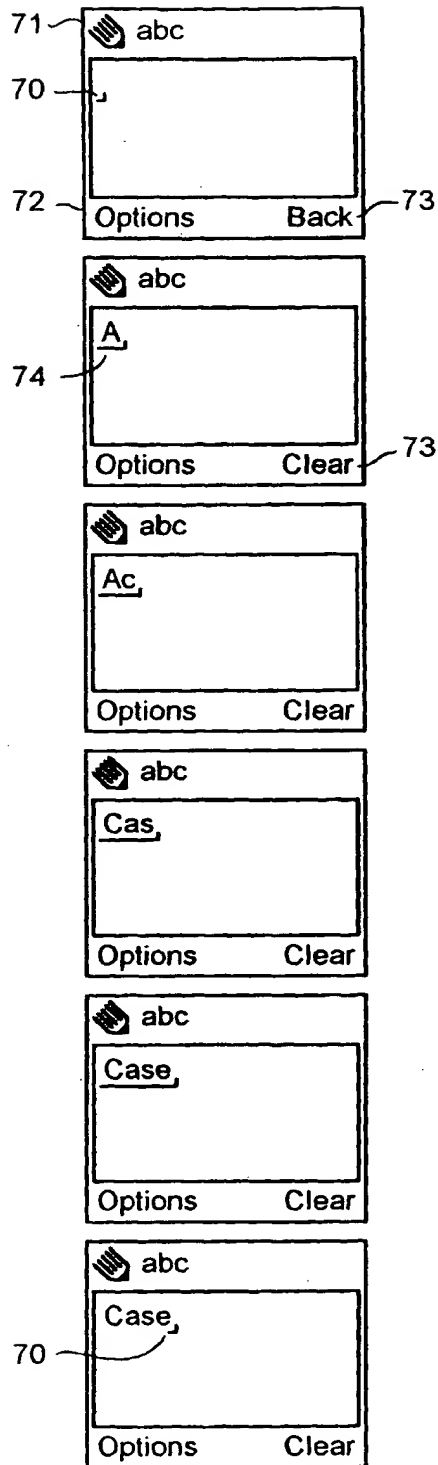 71 abc
70
72 Options Back 73
abc
A
74
Options Clear 73
abc
Ac
Options Clear
abc
Cas
Options Clear
abc
Case
Options Clear
abc
Case
70
Options Clear